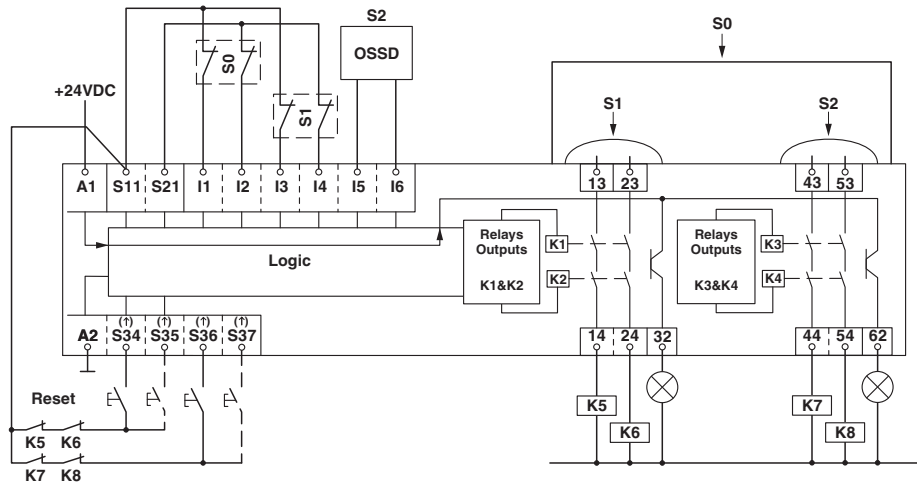 S2
OSSD
S0
S0
S1
S1
S2
+24VDC
A1 S11 S21 I1 I2 I3 I4 I5 I6
13 23
43 53
Logic
Relays
Outputs
K1&K2
K1
K2
Relays
Outputs
K3&K4
K3
K4
(↑) (↑) (↑) (↑)
A2 S34 S35 S36 S37
14 24 32
44 54 62
Reset
K5 K6
K7 K8
K5
K6
K7
K8